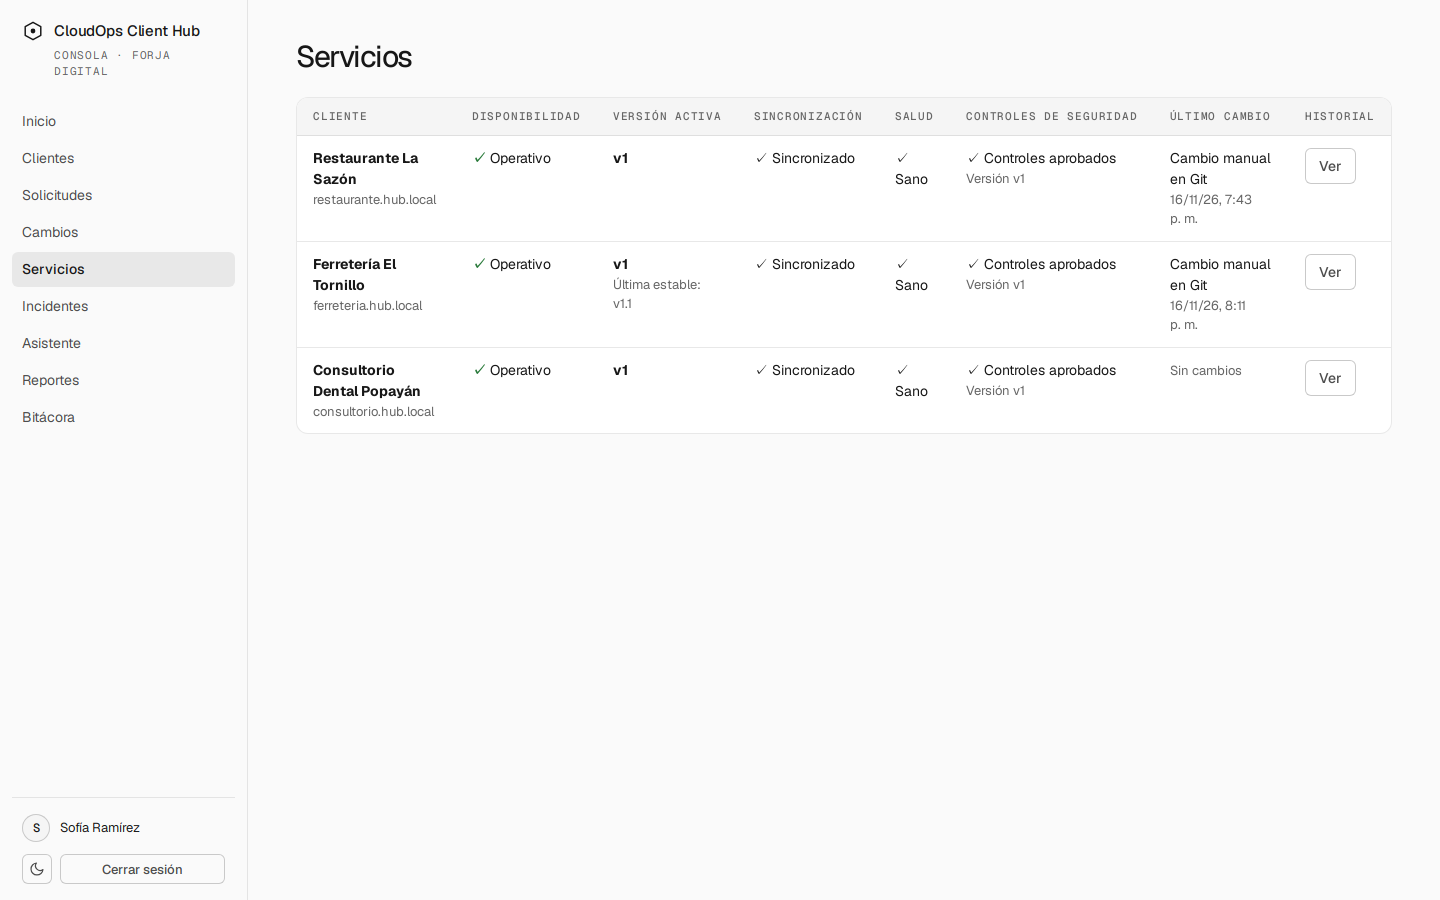 CloudOps Client Hub
CONSOLA · FORJA
DIGITAL
Inicio
Clientes
Solicitudes
Cambios
Servicios
Incidentes
Asistente
Reportes
Bitácora
S
Sofía Ramírez
Cerrar sesión
Servicios
CLIENTE DISPONIBILIDAD VERSIÓN ACTIVA SINCRONIZACIÓN SALUD CONTROLES DE SEGURIDAD ÚLTIMO CAMBIO HISTORIAL
Restaurante La ✓ Operativo v1 ✓ Sincronizado ✓ ✓ Controles aprobados Cambio manual Ver
Sazón Sano Versión v1 en Git
restaurante.hub.local 16/11/26, 7:43
p. m.
Ferretería El ✓ Operativo v1 ✓ Sincronizado ✓ ✓ Controles aprobados Cambio manual Ver
Tornillo Última estable: Sano Versión v1 en Git
ferreteria.hub.local v1.1 16/11/26, 8:11
p. m.
Consultorio ✓ Operativo v1 ✓ Sincronizado ✓ ✓ Controles aprobados Sin cambios Ver
Dental Popayán Sano Versión v1
consultorio.hub.local